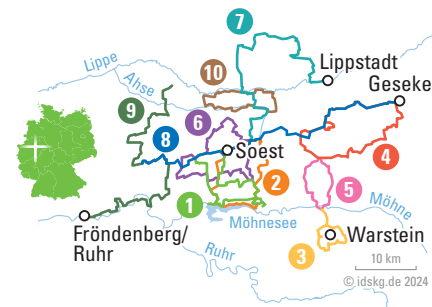 7
Lippe
10
Lippstadt
Ahse
Geseke
9
6
8
Soest
4
1
2
5
Möhne
Möhnesee
Fröndenberg/
Ruhr
Ruhr
3
Warstein
10 km
© idskg.de 2024